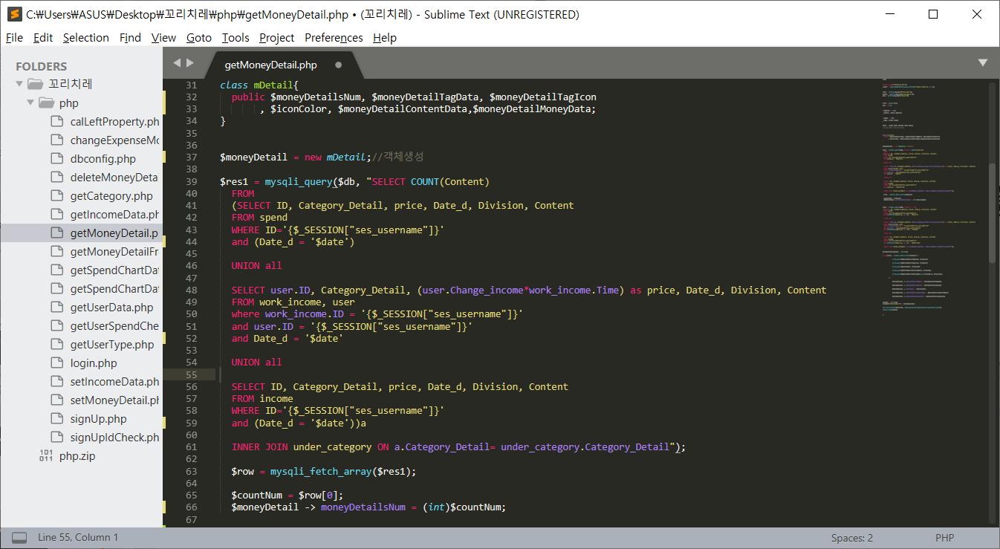 C:\Users\ASUS\Desktop\꼬리치레\php\getMoneyDetail.php • (꼬리치레) - Sublime Text (UNREGISTERED)
File Edit Selection Find View Goto Tools Project Preferences Help
FOLDERS
꼬리치레
php
calLeftProperty.ph
changeExpenseMo
dbconfig.php
deleteMoneyDeta
getCategory.php
getIncomeData.ph
getMoneyDetail.p
getMoneyDetailFr
getSpendChartDat
getSpendChartDat
getUserData.php
getUserSpendChe
getUserType.php
login.php
setIncomeData.ph
setMoneyDetail.ph
signUp.php
signUpIdCheck.ph
php.zip
getMoneyDetail.php
31 class mDetail{
32 public $moneyDetailsNum, $moneyDetailTagData, $moneyDetailTagIcon
33 , $iconColor, $moneyDetailContentData,$moneyDetailMoneyData;
34 }
35
36
37 $moneyDetail = new mDetail;//객체생성
38
39 $res1 = mysqli_query($db, "SELECT COUNT(Content)
40 FROM
41 (SELECT ID, Category_Detail, price, Date_d, Division, Content
42 FROM spend
43 WHERE ID='{$_SESSION["ses_username"]}'
44 and (Date_d = '$date')
45
46 UNION all
47
48 SELECT user.ID, Category_Detail, (user.Change_income*work_income.Time) as price, Date_d, Division, Content
49 FROM work_income, user
50 where work_income.ID = '{$_SESSION["ses_username"]}'
51 and user.ID = '{$_SESSION["ses_username"]}'
52 and Date_d = '$date'
53
54 UNION all
55
56 SELECT ID, Category_Detail, price, Date_d, Division, Content
57 FROM income
58 WHERE ID='{$_SESSION["ses_username"]}'
59 and (Date_d = '$date'))a
60
61 INNER JOIN under_category ON a.Category_Detail= under_category.Category_Detail");
62
63 $row = mysqli_fetch_array($res1);
64
65 $countNum = $row[0];
66 $moneyDetail -> moneyDetailsNum = (int)$countNum;
67
Line 55, Column 1
Spaces: 2
PHP